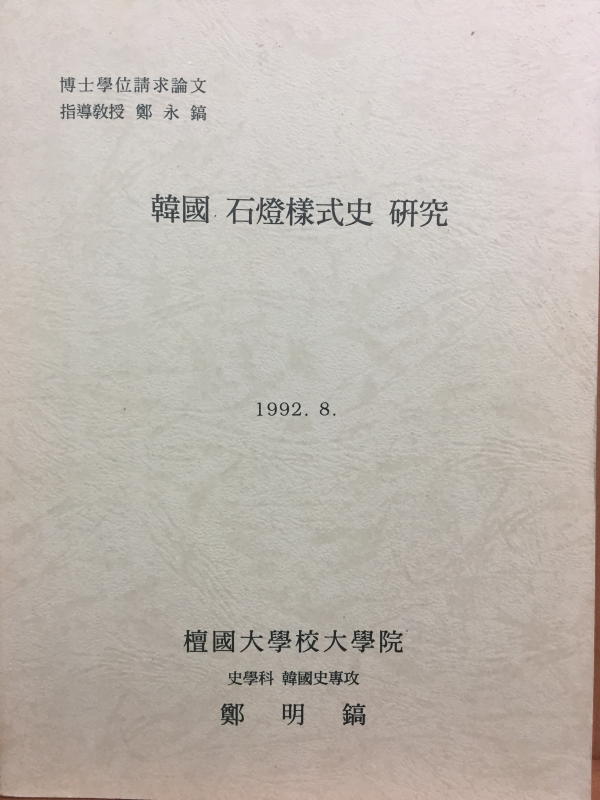 博士學位請求論文
指導敎授 鄭 永 鎬
韓國 石燈樣式史 硏究
1992. 8.
檀國大學校大學院
史學科 韓國史專攻
鄭 明 鎬